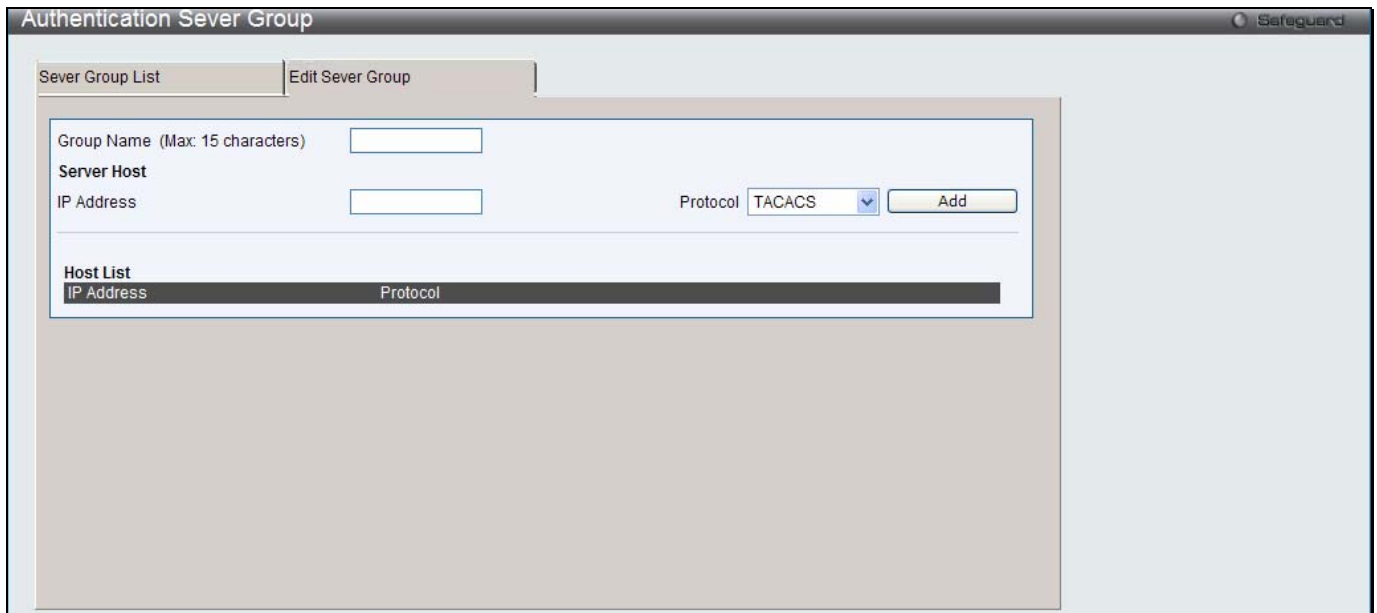 Authentication Sever Group
Safeguard
Sever Group List
Edit Sever Group
Group Name (Max: 15 characters)
Server Host
IP Address
Protocol TACACS Add
Host List
IP Address Protocol